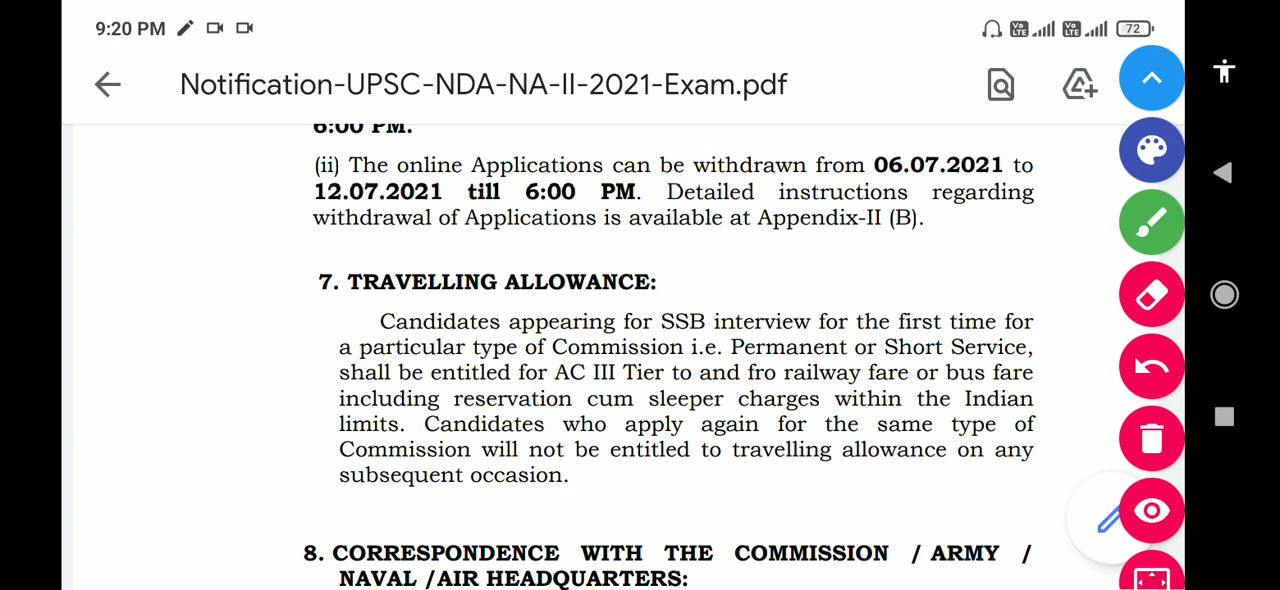 9:20 PM
Vo LTE Vo LTE 72
Notification-UPSC-NDA-NA-II-2021-Exam.pdf
6:00 PM.
(ii) The online Applications can be withdrawn from 06.07.2021 to
12.07.2021 till 6:00 PM. Detailed instructions regarding
withdrawal of Applications is available at Appendix-II (B).
7. TRAVELLING ALLOWANCE:
Candidates appearing for SSB interview for the first time for
a particular type of Commission i.e. Permanent or Short Service,
shall be entitled for AC III Tier to and fro railway fare or bus fare
including reservation cum sleeper charges within the Indian
limits. Candidates who apply again for the same type of
Commission will not be entitled to travelling allowance on any
subsequent occasion.
8. CORRESPONDENCE WITH THE COMMISSION / ARMY /
NAVAL /AIR HEADQUARTERS: